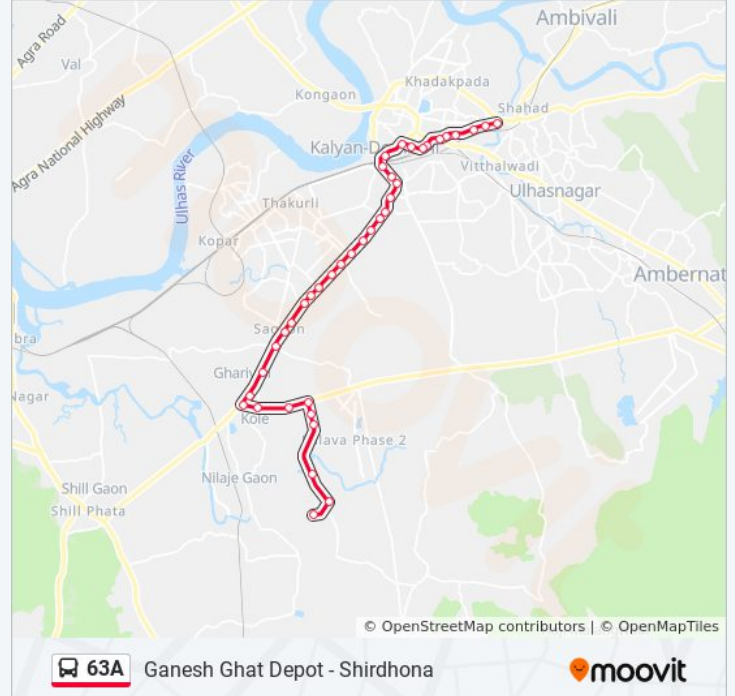 Ambivali
Agra Road
Val
Khadakpada
Kongaon
Shahad
Agra National Highway
Kalyan-Do
Vitthalwadi
Ulhas River
Ulhasnagar
Thakurli
Kopar
Ambernat
bra
Ghari
Nagar
Kole
lava Phase 2
Nilaje Gaon
Shill Gaon
Shill Phata
© OpenStreetMap contributors | © OpenMapTiles
63A Ganesh Ghat Depot - Shirdhona
moovit